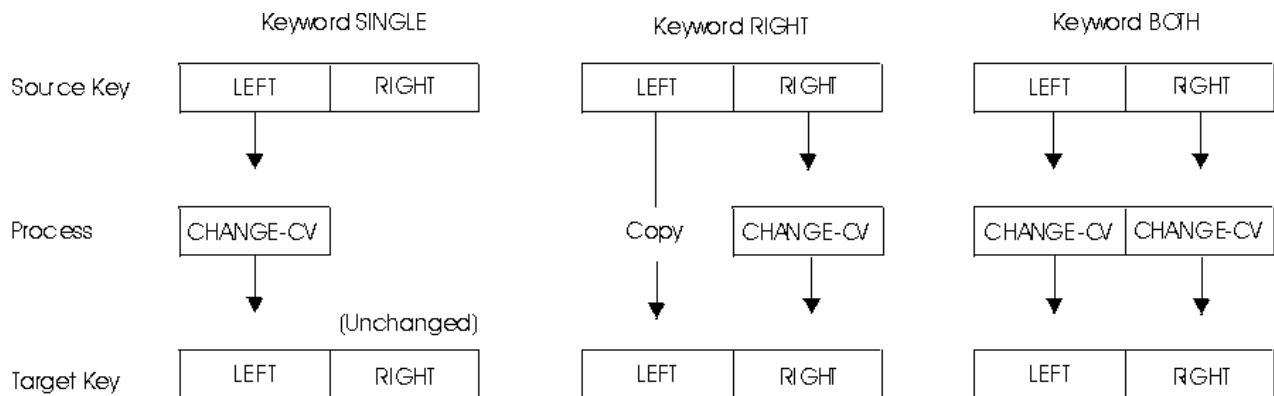 Keyword SINGLE Keyword RIGHT Keyword BOTH
Source Key LEFT RIGHT LEFT RIGHT LEFT RIGHT
Process CHANGE-CV Copy CHANGE-CV CHANGE-CV CHANGE-CV
(Unchanged)
Target Key LEFT RIGHT LEFT RIGHT LEFT RIGHT